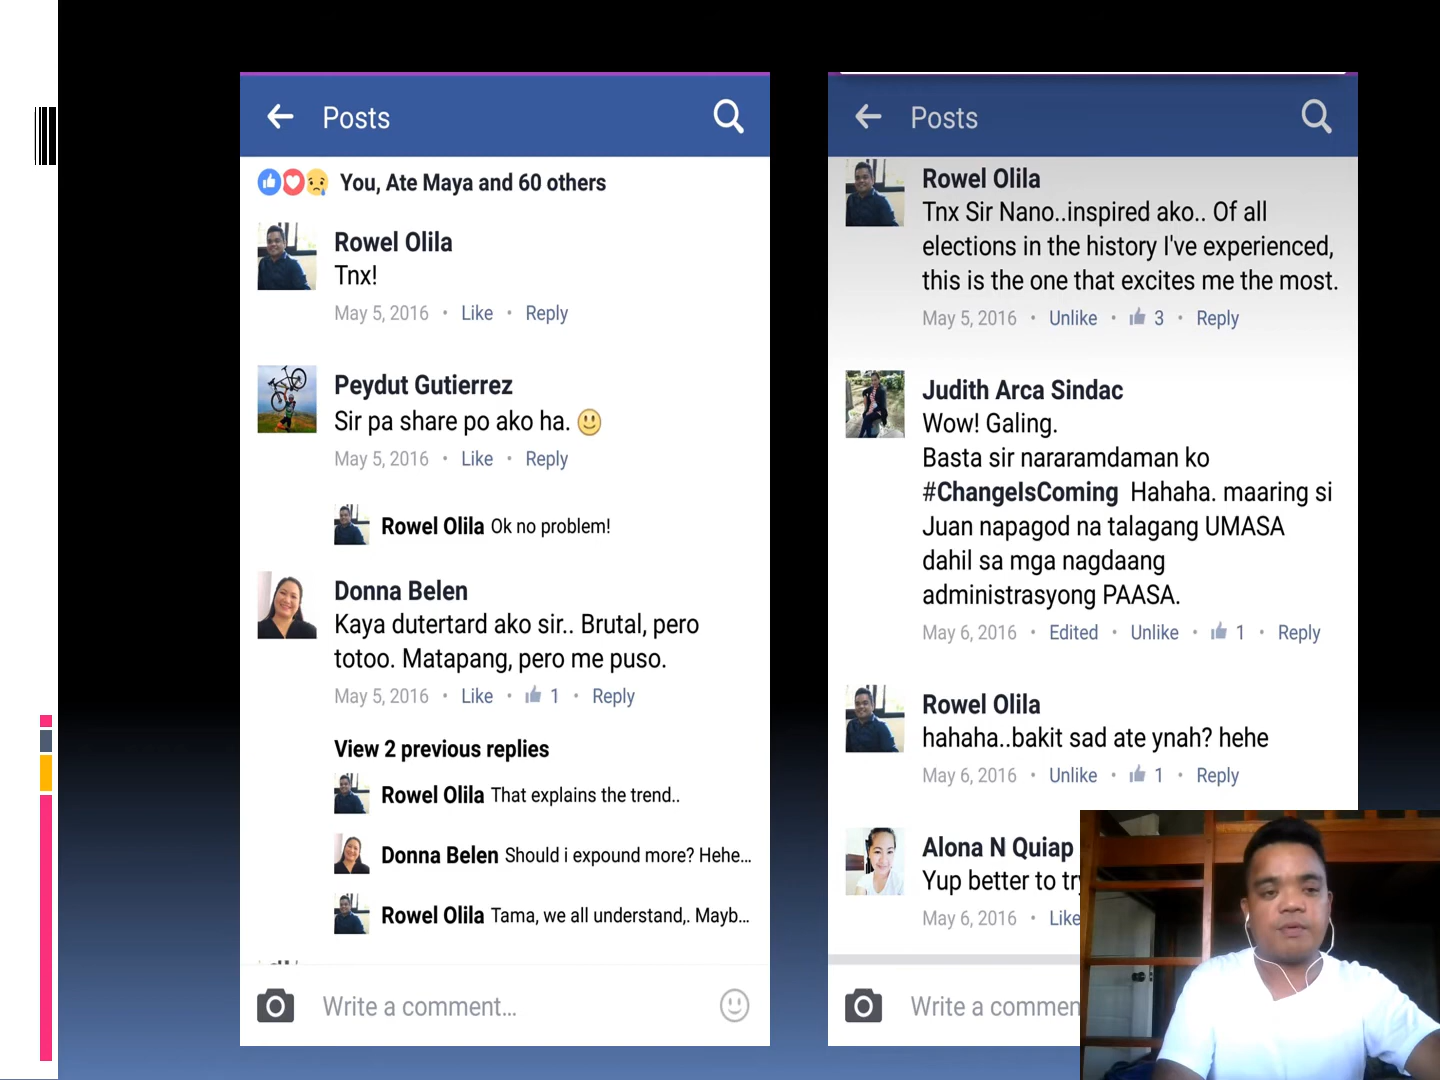 Posts
You, Ate Maya and 60 others
Rowel Olila
Tnx!
May 5, 2016 • Like • Reply
Peydut Gutierrez
Sir pa share po ako ha.
May 5, 2016 • Like • Reply
Rowel Olila Ok no problem!
Donna Belen
Kaya dutertard ako sir.. Brutal, pero
totoo. Matapang, pero me puso.
May 5, 2016 • Like • 1 • Reply
View 2 previous replies
Rowel Olila That explains the trend..
Donna Belen Should i expound more? Hehe...
Rowel Olila Tama, we all understand,. Mayb...
Write a comment...
Posts
Rowel Olila
Tnx Sir Nano..inspired ako.. Of all
elections in the history I've experienced,
this is the one that excites me the most.
May 5, 2016 • Unlike • 3 • Reply
Judith Arca Sindac
Wow! Galing.
Basta sir nararamdaman ko
#ChangeIsComing Hahaha. maaring si
Juan napagod na talagang UMASA
dahil sa mga nagdaang
administrasyong PAASA.
May 6, 2016 • Edited • Unlike • 1 • Reply
Rowel Olila
hahaha..bakit sad ate ynah? hehe
May 6, 2016 • Unlike • 1 • Reply
Alona N Quiap
Yup better to try
May 6, 2016 • Like
Write a commen